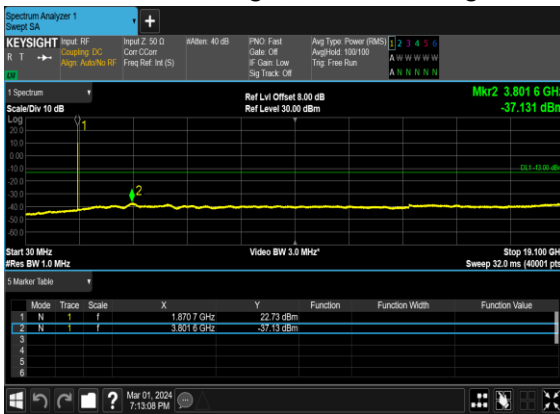 Spectrum Analyzer 1
Swept SA
KEYSIGHT Input: RF Input Z: 50 Ω #Atten: 40 dB PNO: Fast Avg Type: Power (RMS) 1 2 3 4 5 6
R T Coupling: DC Corr CCorr Gate: Off Avg|Hold: 100/100 A W W W W W
Align: Auto/No RF Freq Ref: Int (S) IF Gain: Low Trig: Free Run
LV Sig Track: Off A N N N N N
1 Spectrum Ref Lvl Offset 8.00 dB Mkr2 3.801 6 GHz
Scale/Div 10 dB Ref Level 30.00 dBm -37.131 dBm
Log
20.0 1
10.0
0.00
-10.0 DL1 -13.00 dBm
-20.0
-30.0 2
-40.0
-50.0
-60.0
Start 30 MHz Video BW 3.0 MHz* Stop 19.100 GH
#Res BW 1.0 MHz Sweep 32.0 ms (40001 pts
5 Marker Table
Mode Trace Scale X Y Function Function Width Function Value
1 N 1 f 1.870 7 GHz 22.73 dBm
2 N 1 f 3.801 6 GHz -37.13 dBm
3
4
5
6
? Mar 01, 2024
7:13:08 PM